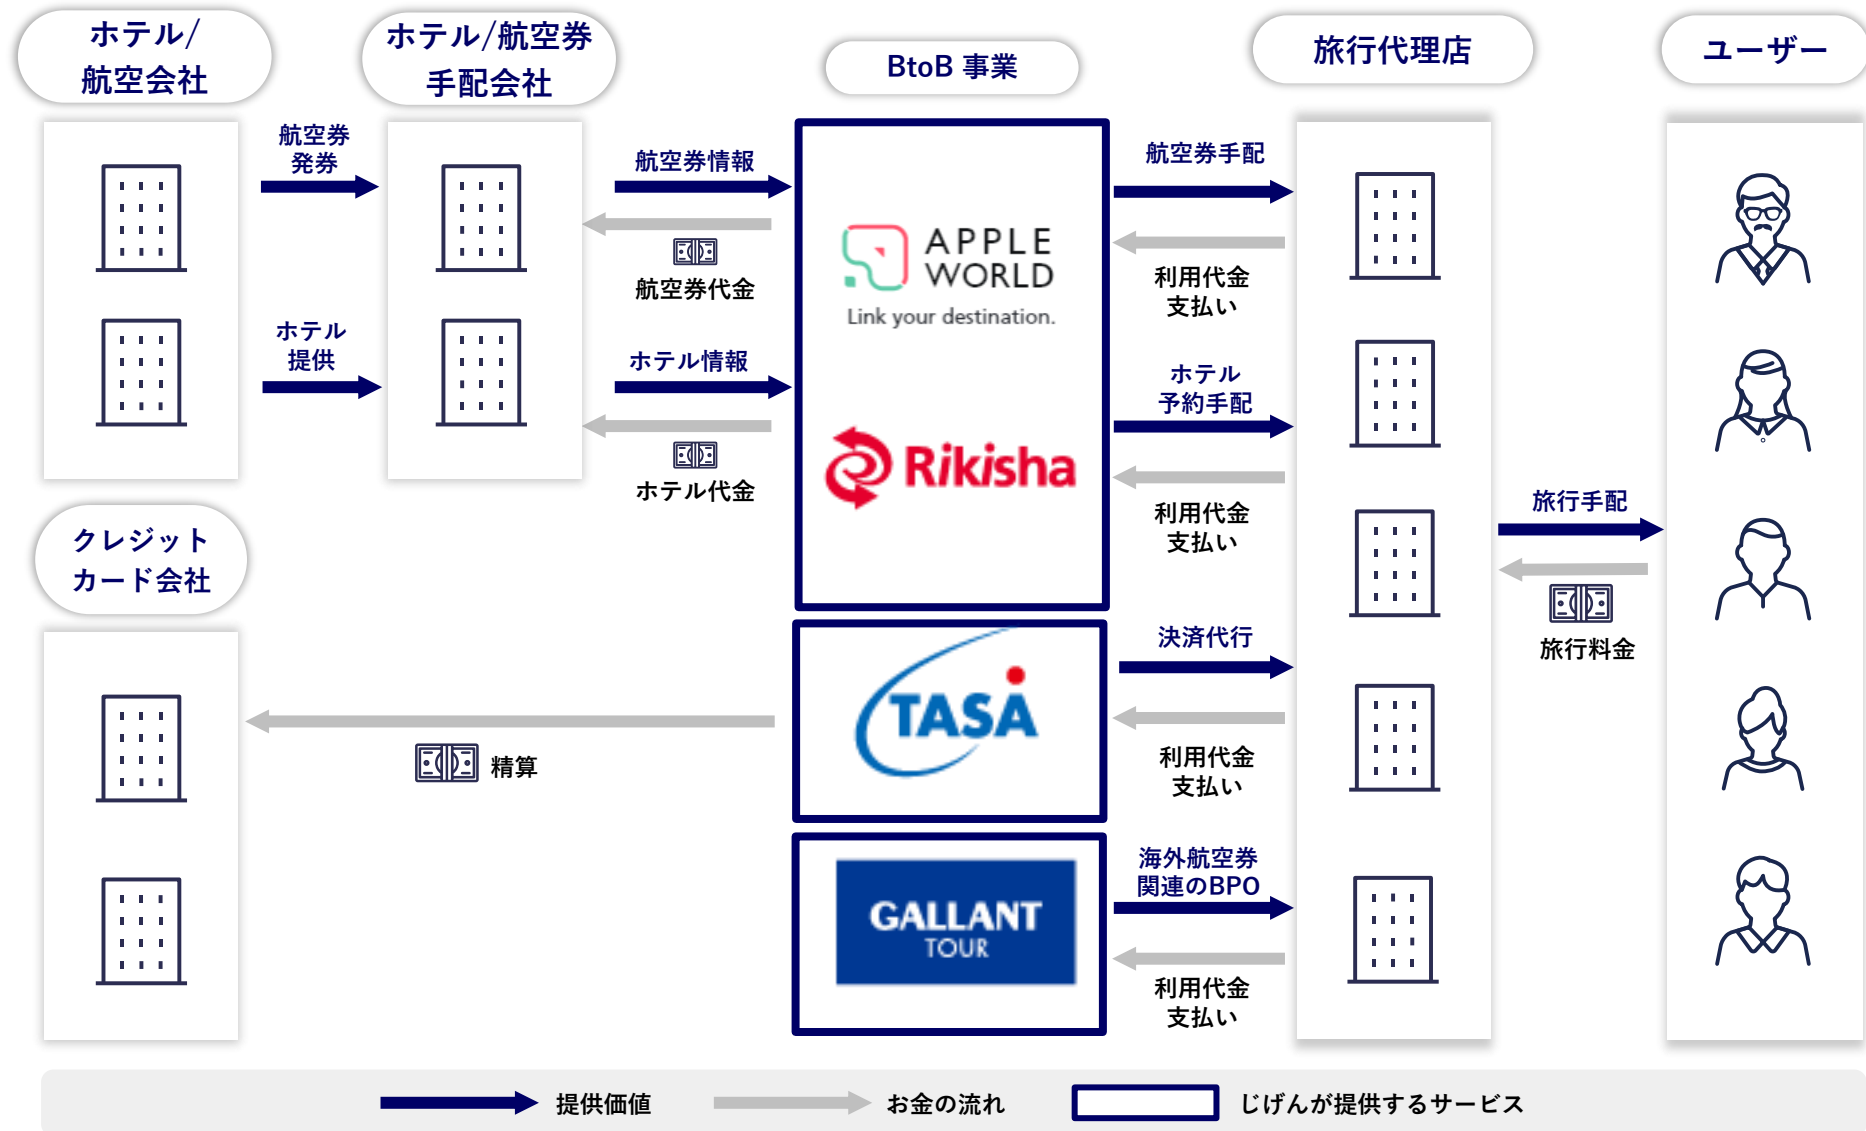 ホテル/
航空会社
ホテル/航空券
手配会社
BtoB 事業
旅行代理店
ユーザー
航空券
発券
航空券情報
航空券代金
ホテル
提供
ホテル情報
ホテル代金
APPLE
WORLD
Link your destination.
Rikisha
航空券手配
利用代金
支払い
ホテル
予約手配
利用代金
支払い
旅行手配
旅行料金
クレジット
カード会社
精算
TASA
決済代行
利用代金
支払い
GALLANT
TOUR
海外航空券
関連のBPO
利用代金
支払い
提供価値
お金の流れ
じげんが提供するサービス